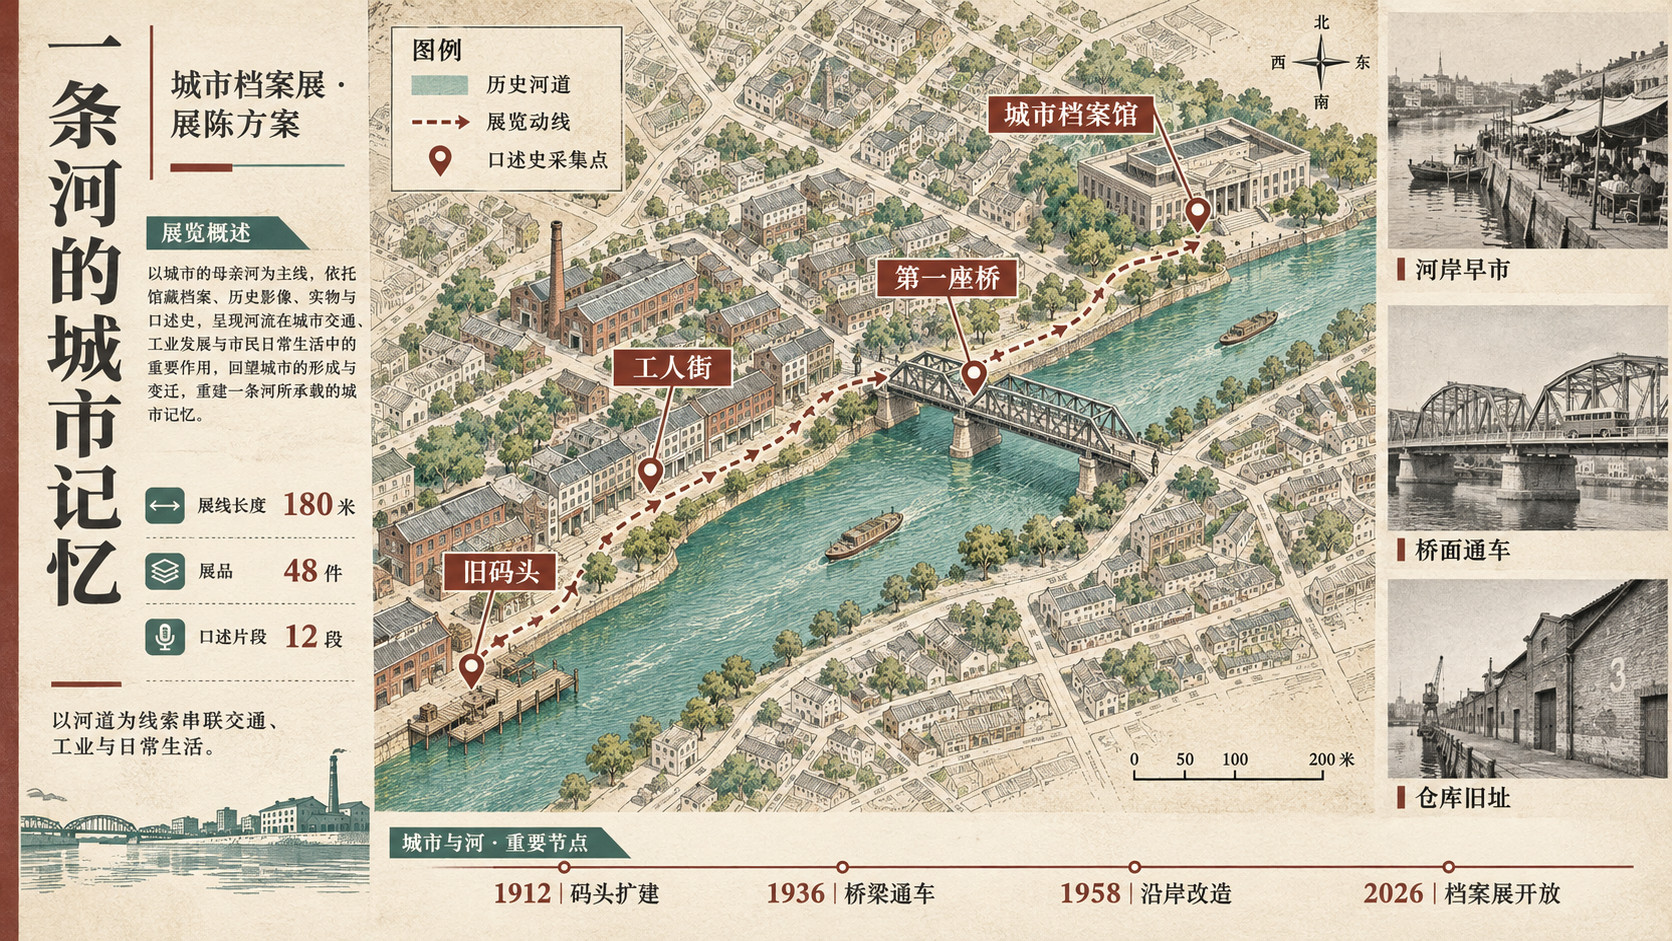 一条河的城市记忆
城市档案展·
展陈方案
展览概述
以城市的母亲河为主线，依托
馆藏档案、历史影像、实物与
口述史，呈现河流在城市交通、
工业发展与市民日常生活中的
重要作用，回望城市的形成与
变迁，重建一条河所承载的城
市记忆。
展线长度 180 米
展品 48 件
口述片段 12 段
以河道为线索串联交通、
工业与日常生活。
图例
历史河道
展览动线
口述史采集点
北
西 东
南
城市档案馆
第一座桥
工人街
旧码头
0 50 100 200 米
河岸早市
桥面通车
3
仓库旧址
城市与河·重要节点
1912 | 码头扩建
1936 | 桥梁通车
1958 | 沿岸改造
2026 | 档案展开放